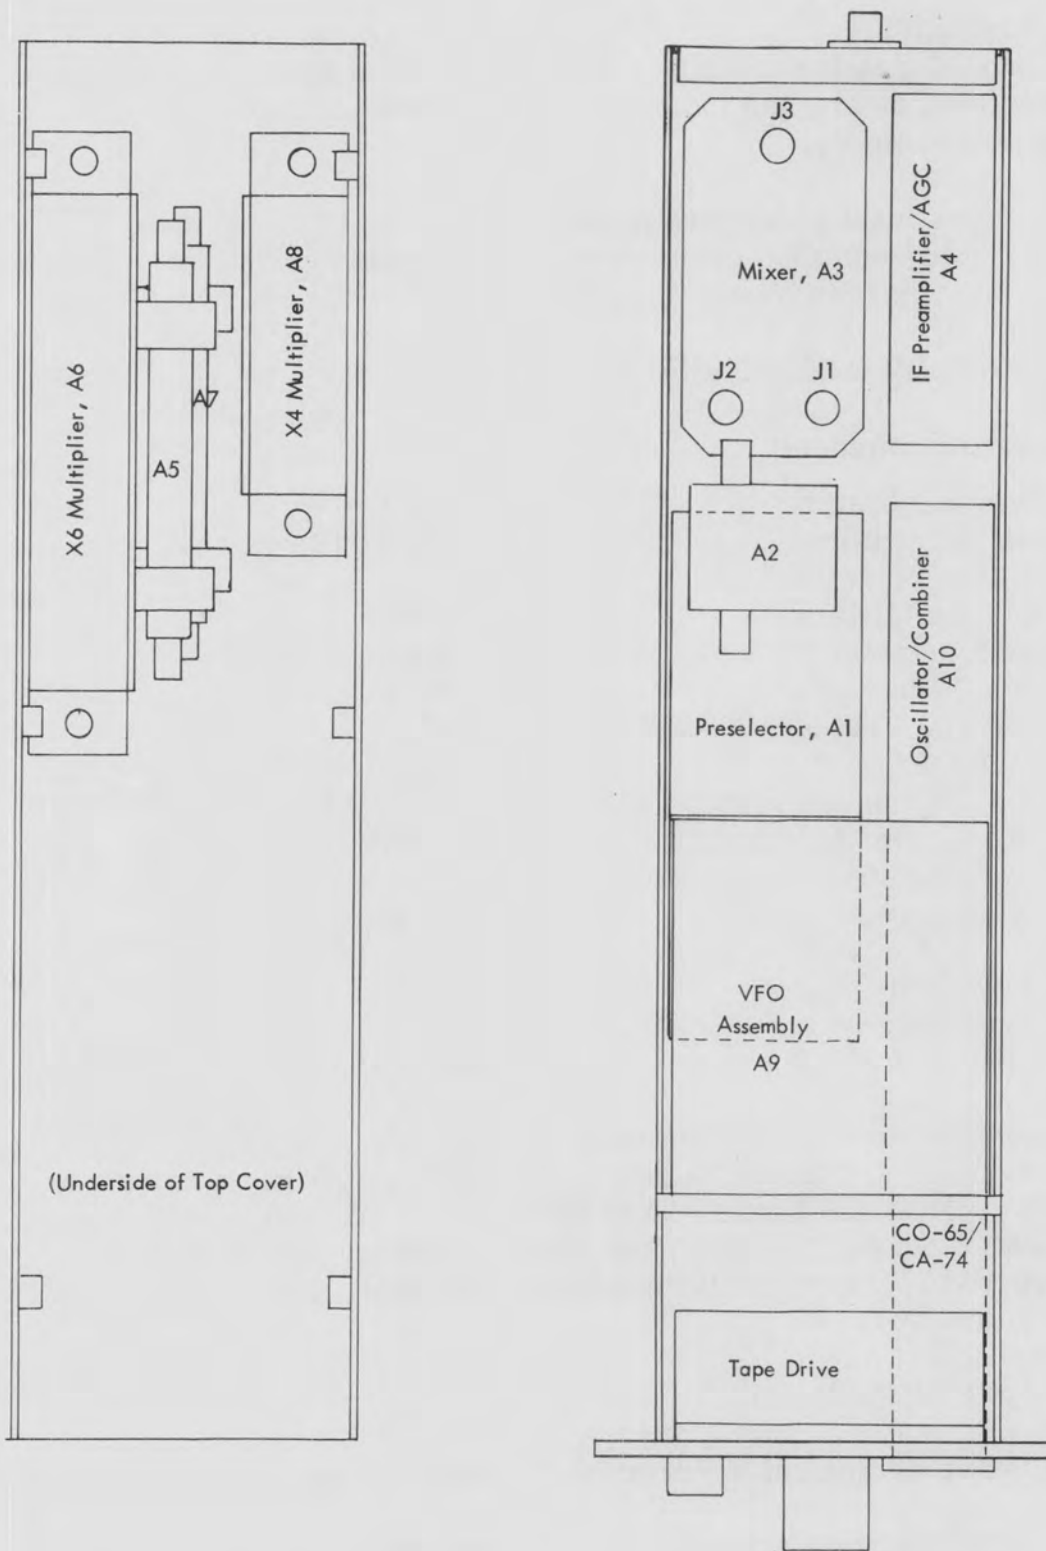 X6 Multiplier, A6
A5
A7
X4 Multiplier, A8
(Underside of Top Cover)
J3
Mixer, A3
J2
J1
IF Preamplifier/AGC
A4
A2
Preselector, A1
Oscillator/Combiner
A10
VFO
Assembly
A9
CO-65/
CA-74
Tape Drive